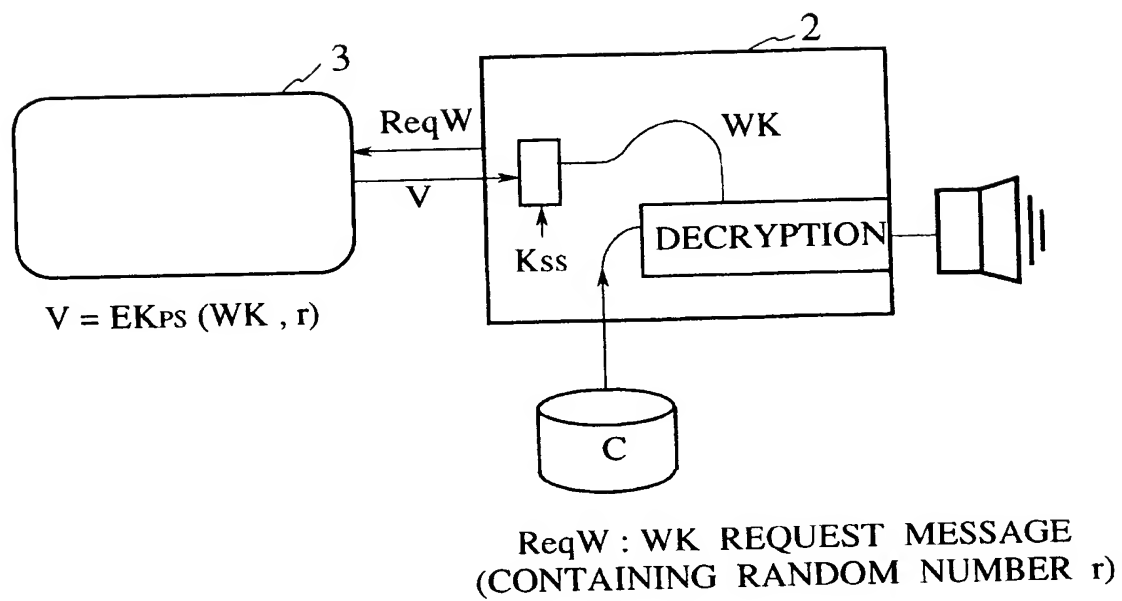 2
3
ReqW
WK
V
DECRYPTION
Kss
V = EKPS (WK , r)
C
ReqW : WK REQUEST MESSAGE
(CONTAINING RANDOM NUMBER r)